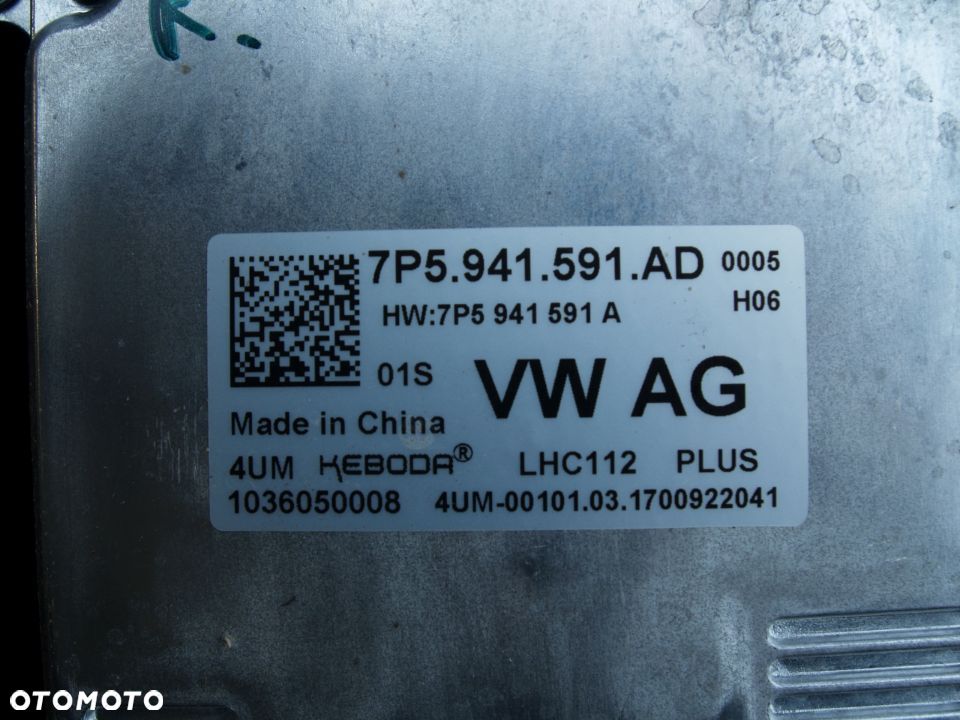 7P5.941.591.AD 0005
HW:7P5 941 591 A H06
01S VW AG
Made in China
4UM KEBODA® LHC112 PLUS
1036050008 4UM-00101.03.1700922041
OTOMOTO